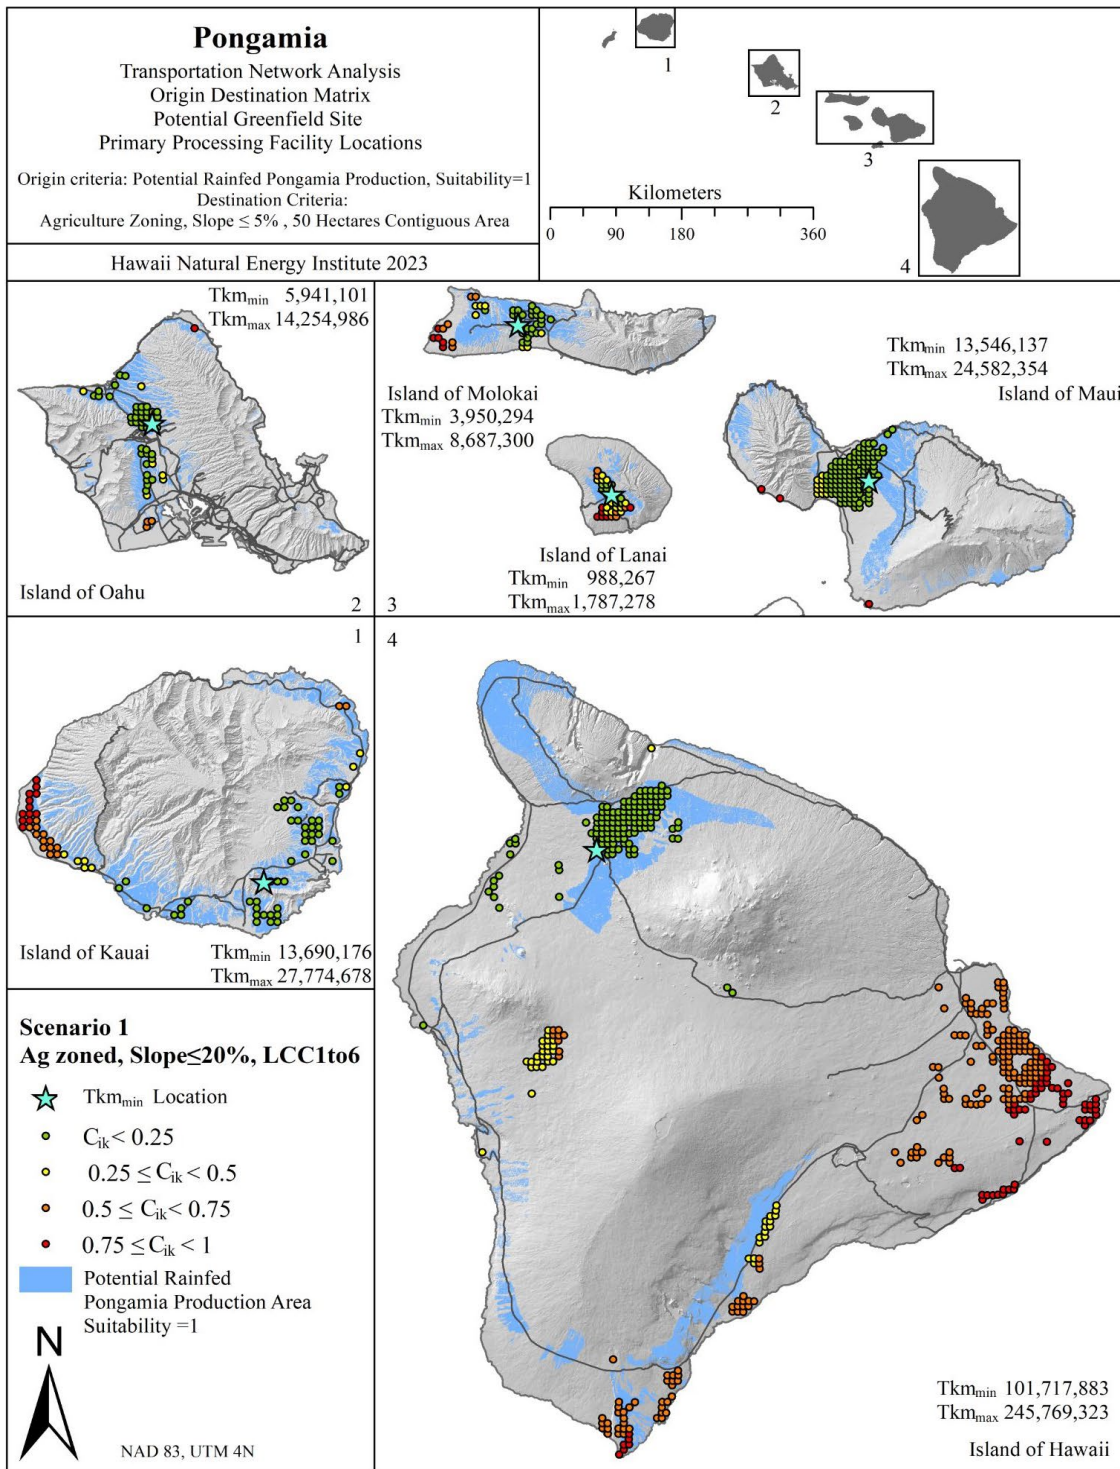 Pongamia
Transportation Network Analysis
Origin Destination Matrix
Potential Greenfield Site
Primary Processing Facility Locations
Origin criteria: Potential Rainfed Pongamia Production, Suitability=1
Destination Criteria:
Agriculture Zoning, Slope ≤ 5% , 50 Hectares Contiguous Area
Hawaii Natural Energy Institute 2023
1
2
3
4
Kilometers
0 90 180 360
Tkmmin 5,941,101
Tkmmax 14,254,986
Island of Oahu
2
Island of Molokai
Tkmmin 3,950,294
Tkmmax 8,687,300
Island of Lanai
Tkmmin 988,267
Tkmmax 1,787,278
Tkmmin 13,546,137
Tkmmax 24,582,354
Island of Maui
3
1
Island of Kauai
Tkmmin 13,690,176
Tkmmax 27,774,678
4
Tkmmin 101,717,883
Tkmmax 245,769,323
Island of Hawaii
Scenario 1
Ag zoned, Slope≤20%, LCC1to6
Tkmmin Location
Cik < 0.25
0.25 ≤ Cik < 0.5
0.5 ≤ Cik < 0.75
0.75 ≤ Cik < 1
Potential Rainfed
Pongamia Production Area
Suitability =1
N
NAD 83, UTM 4N